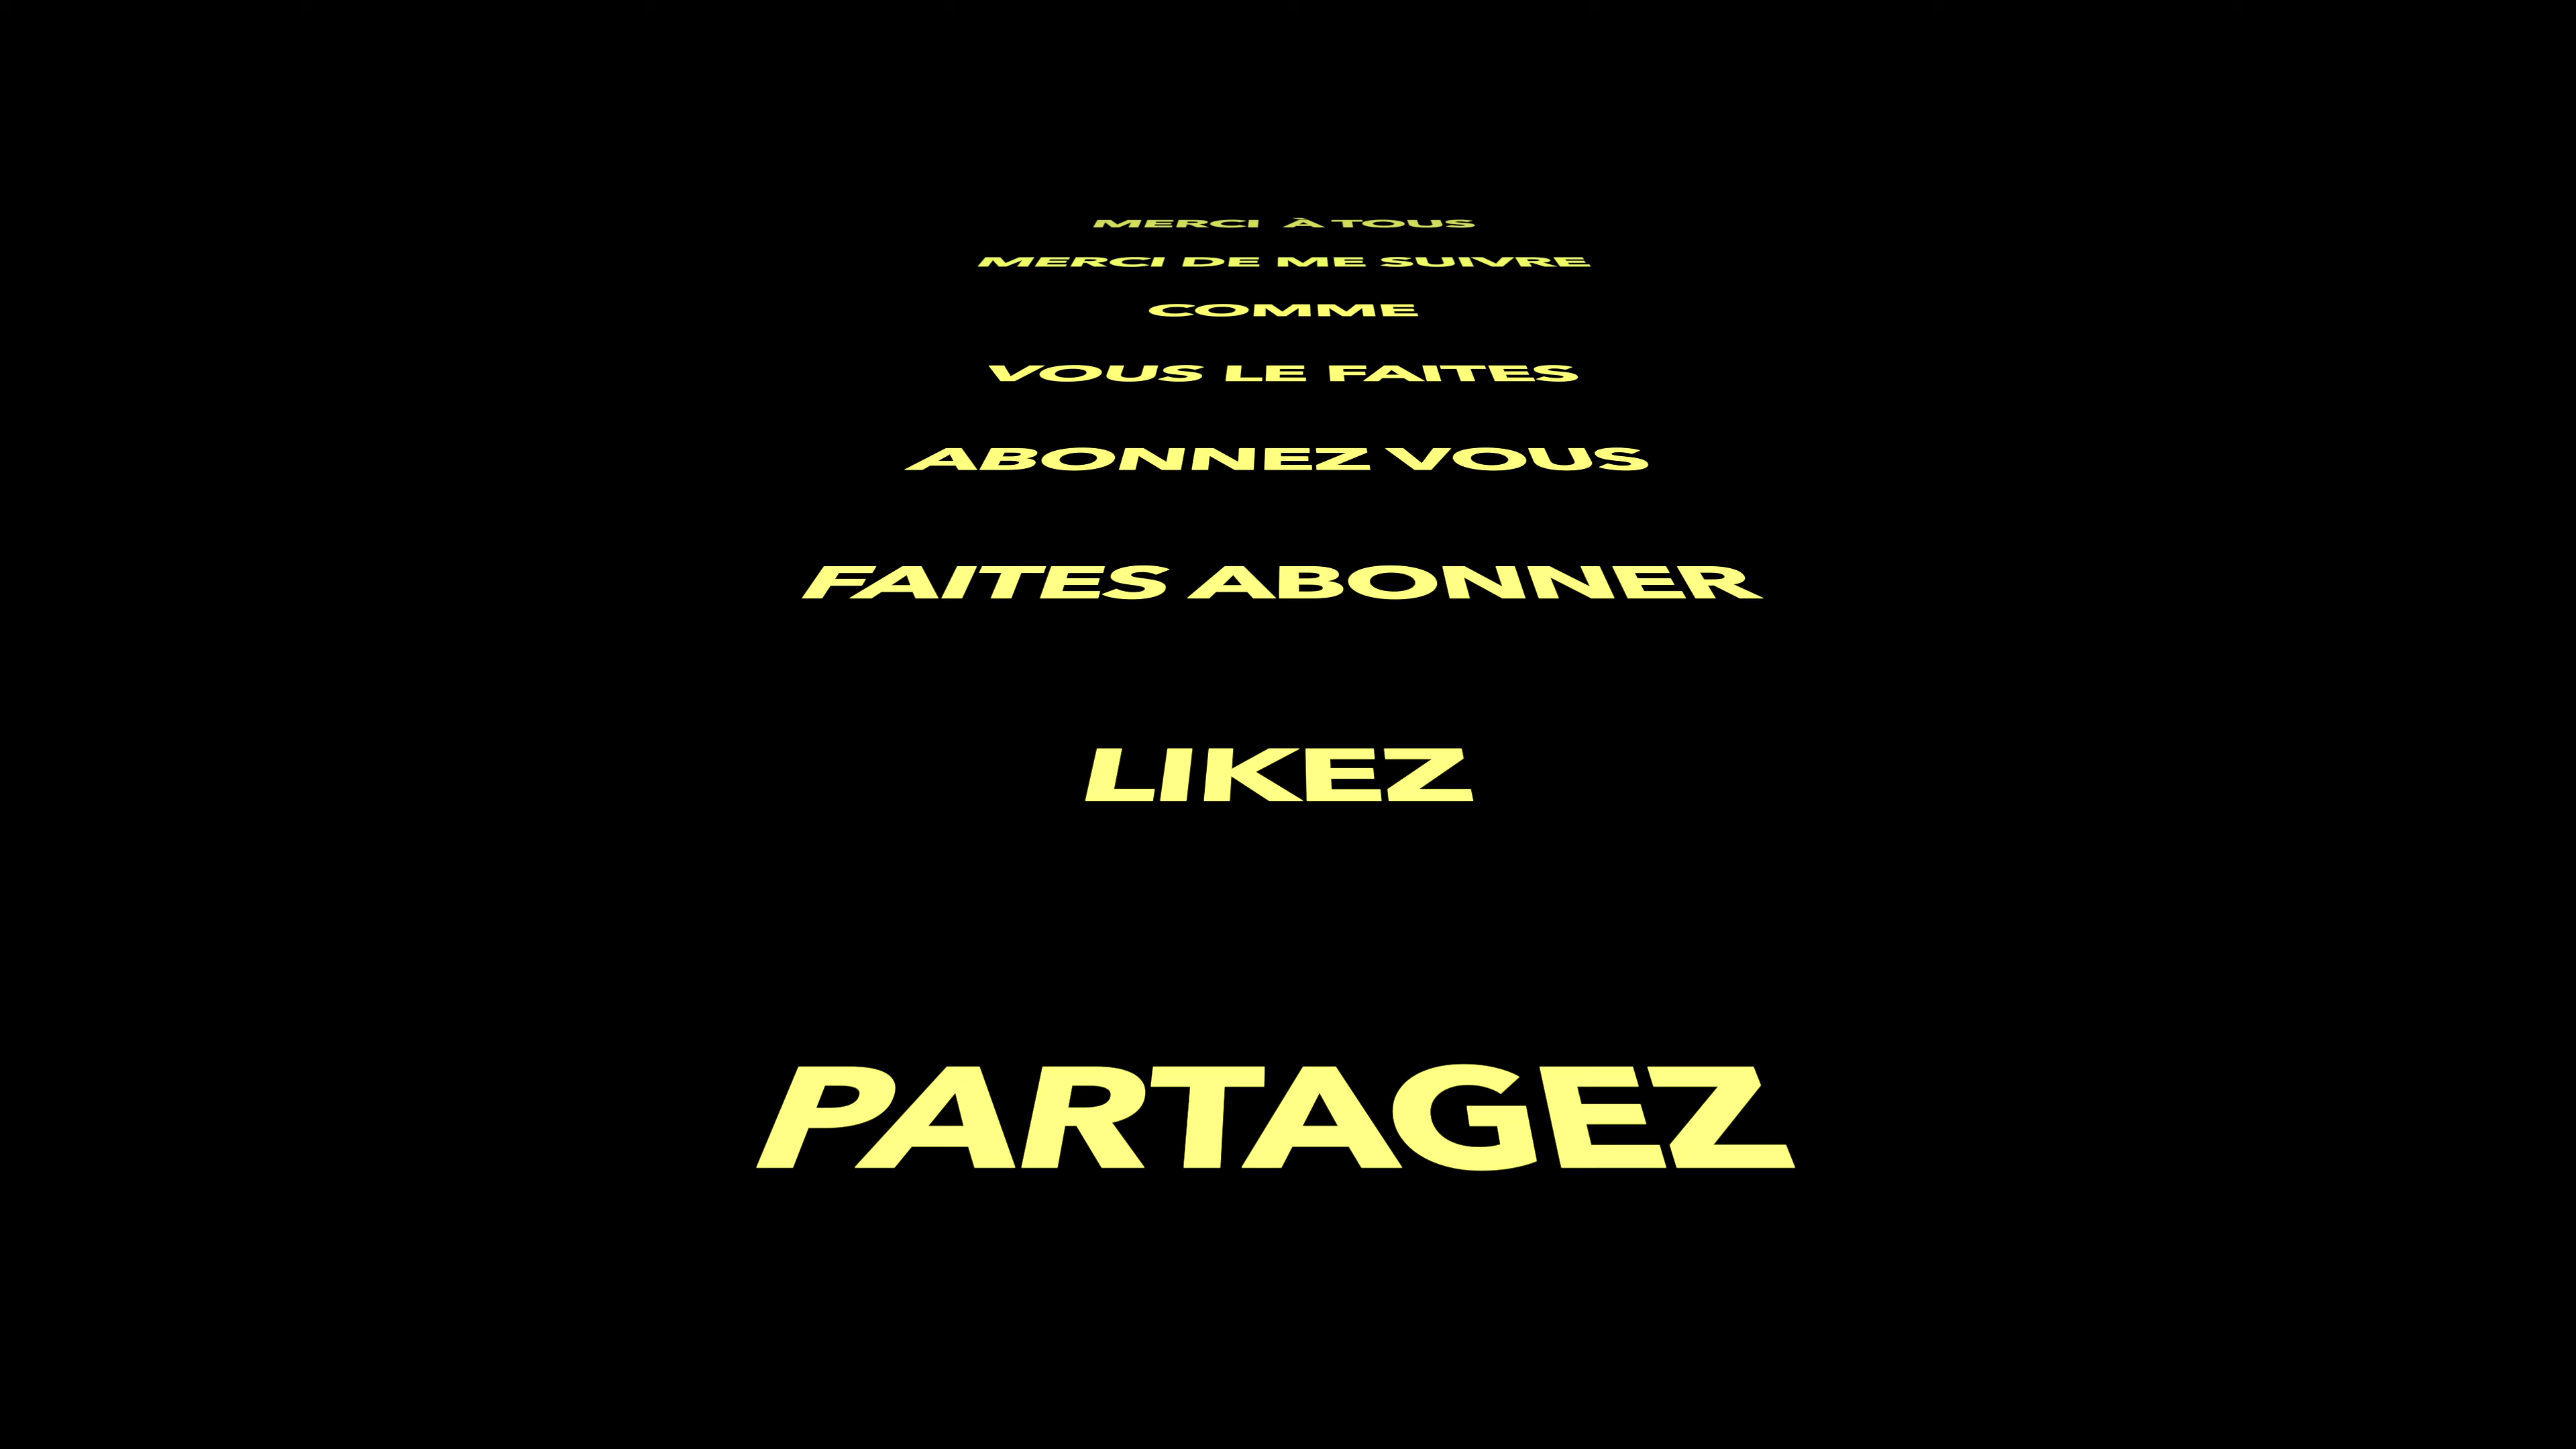 MERCI À TOUS
MERCI DE ME SUIVRE
COMME
VOUS LE FAITES
ABONNEZ VOUS
FAITES ABONNER
LIKEZ
PARTAGEZ